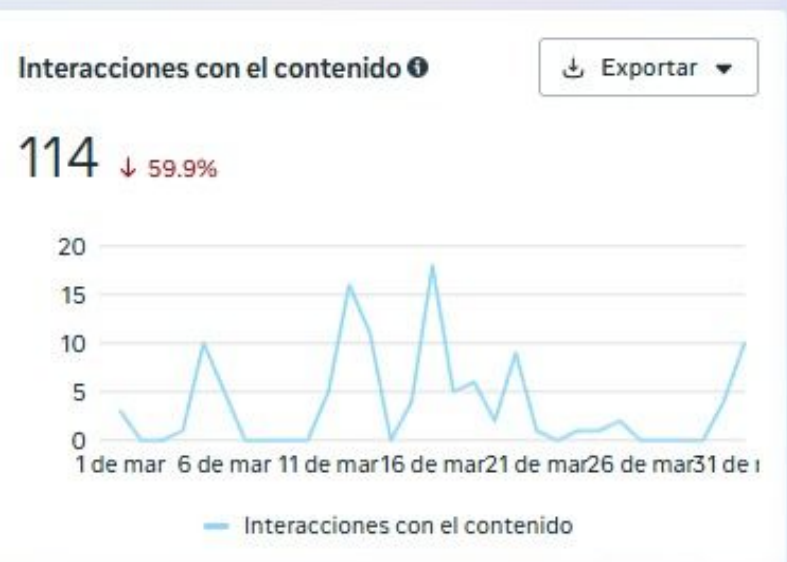 Interacciones con el contenido
Exportar
114 ↓ 59.9%
20
15
10
5
0
1 de mar 6 de mar 11 de mar 16 de mar 21 de mar 26 de mar 31 de
Interacciones con el contenido